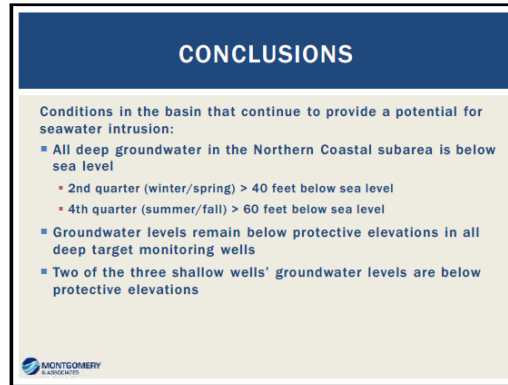 CONCLUSIONS
Conditions in the basin that continue to provide a potential for
seawater intrusion:
▪ All deep groundwater in the Northern Coastal subarea is below
sea level
▪ 2nd quarter (winter/spring) > 40 feet below sea level
▪ 4th quarter (summer/fall) > 60 feet below sea level
▪ Groundwater levels remain below protective elevations in all
deep target monitoring wells
▪ Two of the three shallow wells' groundwater levels are below
protective elevations
MONTGOMERY
& ASSOCIATES